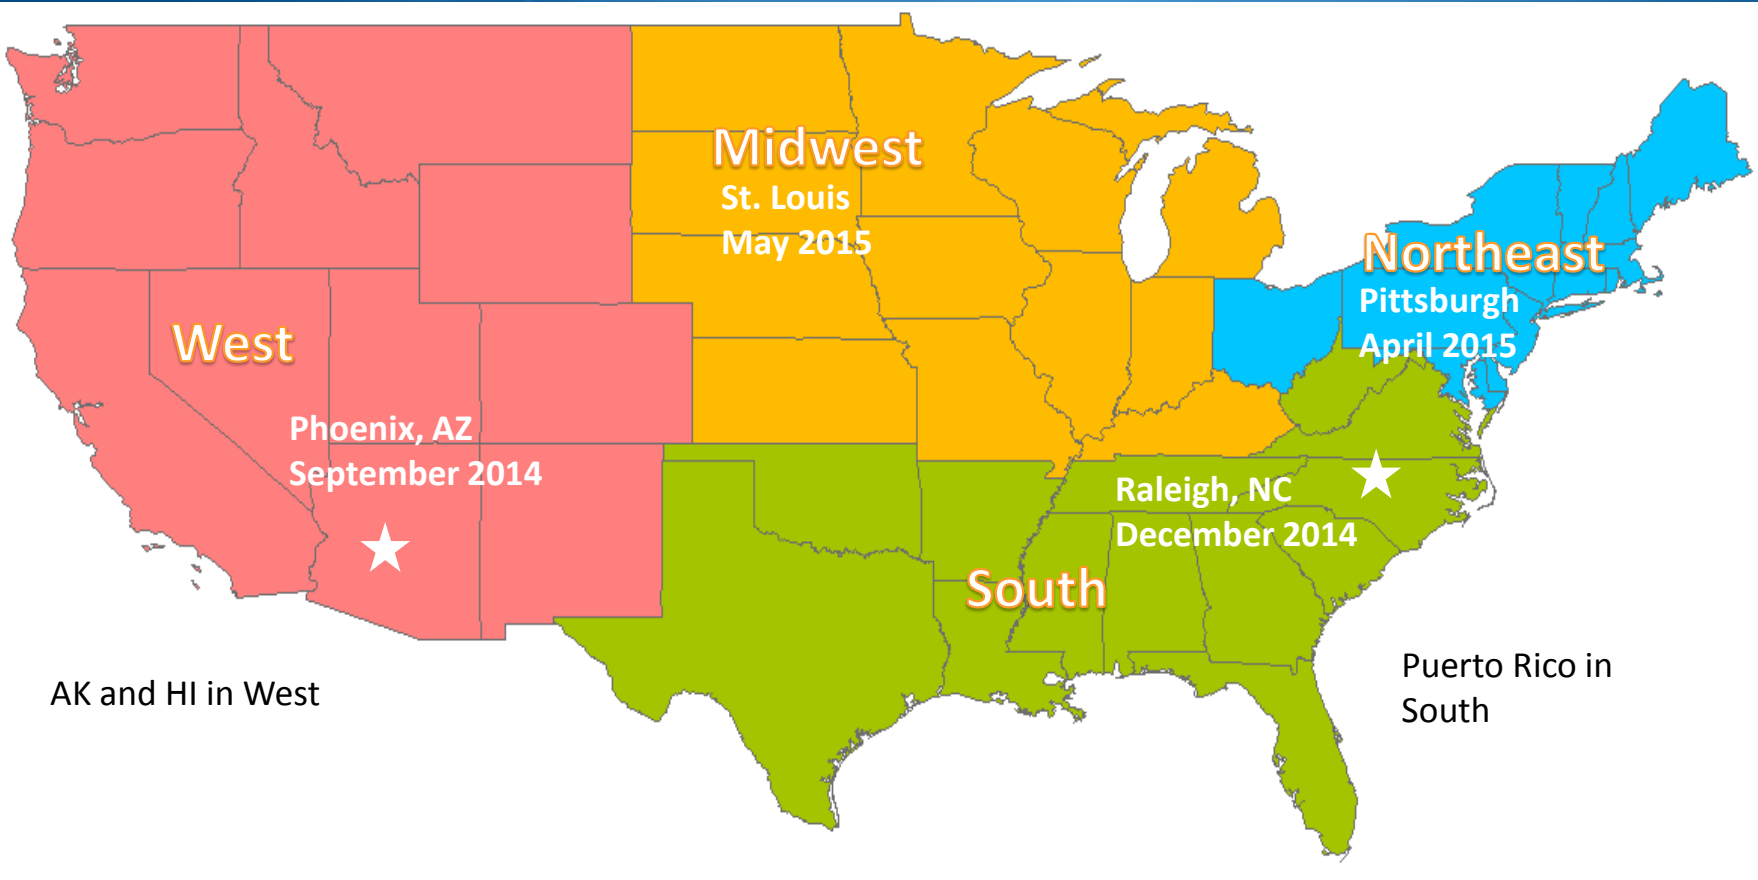 Midwest
St. Louis
May 2015
Northeast
Pittsburgh
April 2015
West
Phoenix, AZ
September 2014
Raleigh, NC
December 2014
South
AK and HI in West
Puerto Rico in
South